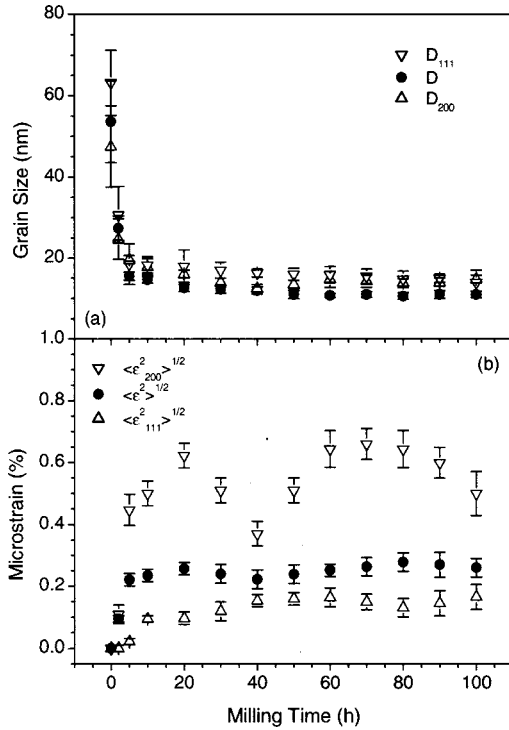 80
60
40
20
Grain Size (nm)
▽ D₁₁₁
● D
△ D₂₀₀
(a)
1.0
0.8
0.6
0.4
0.2
0.0
Microstrain (%)
(b)
▽ <ε²₂₀₀>¹/²
● <ε²>¹/²
△ <ε²₁₁₁>¹/²
0 20 40 60 80 100
Milling Time (h)